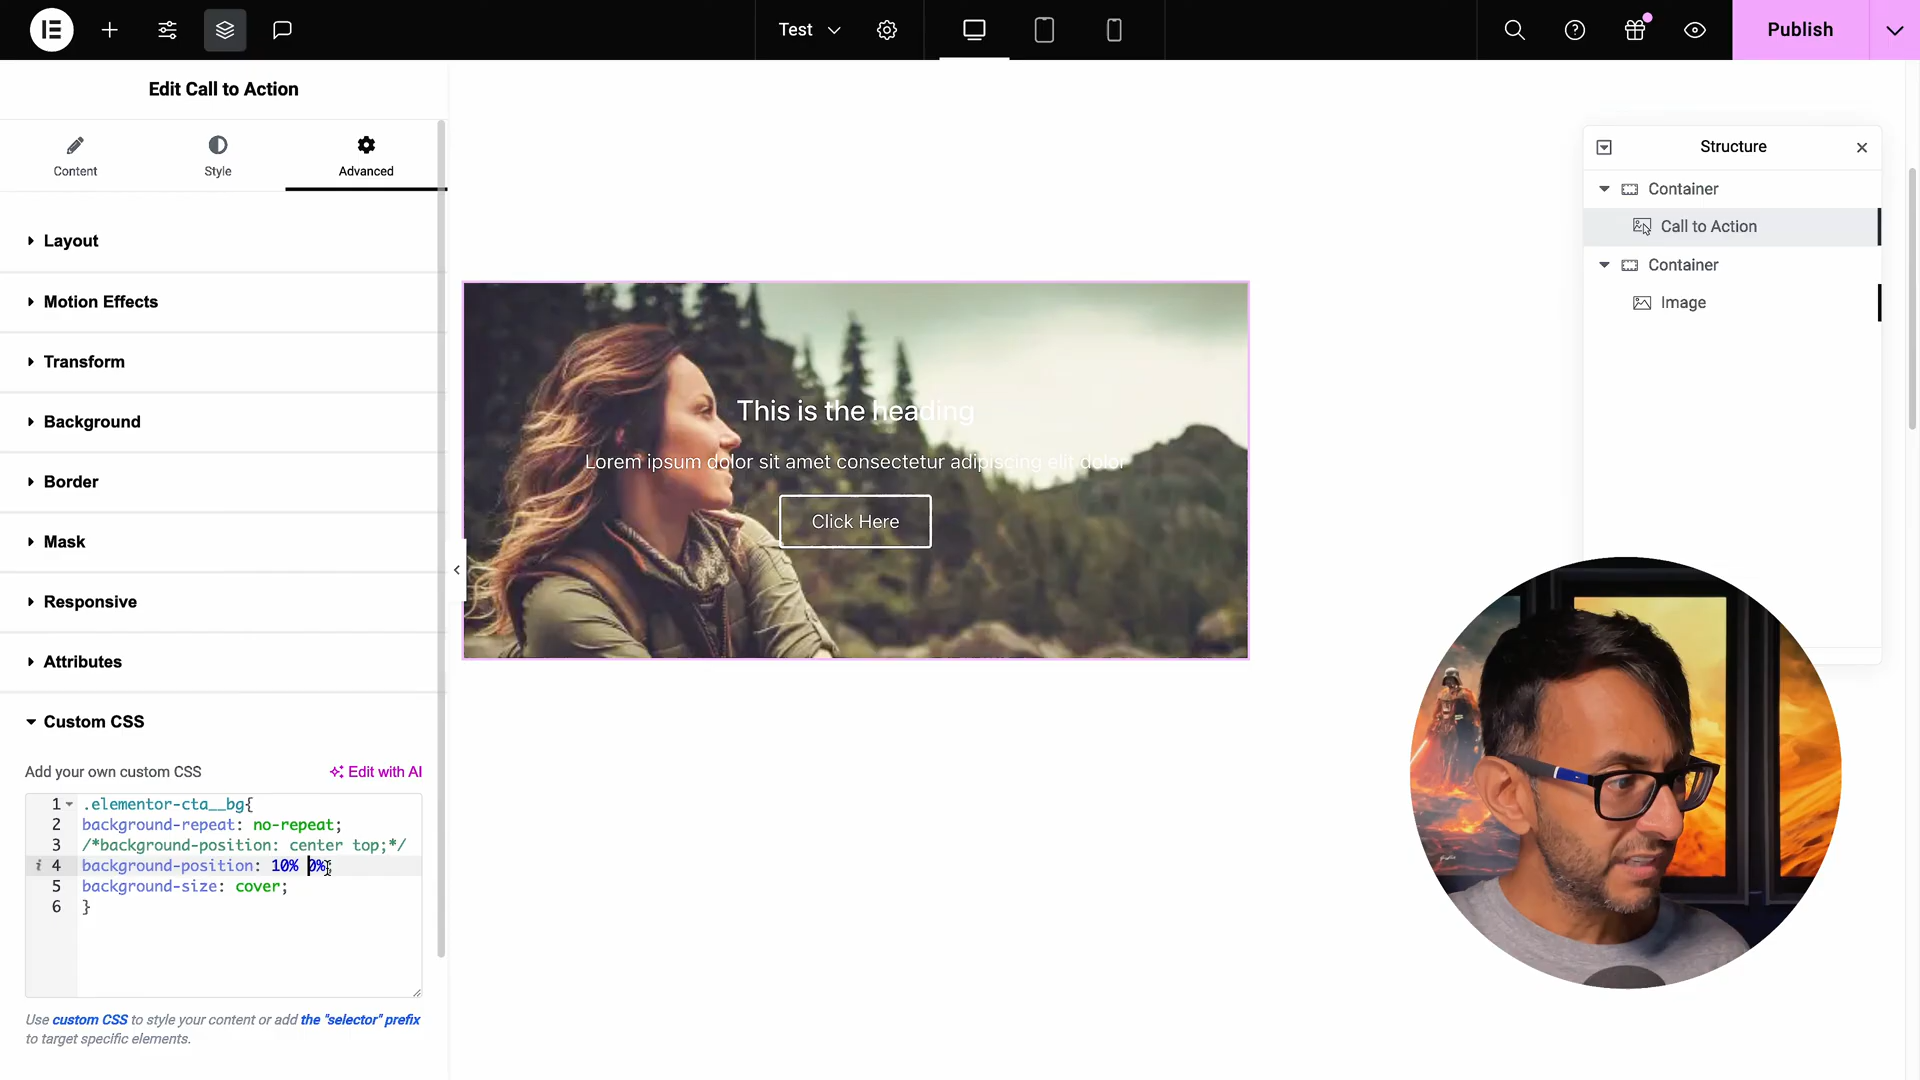 Test
Publish
Edit Call to Action
Content
Style
Advanced
Layout
Motion Effects
Transform
Background
Border
Mask
Responsive
Attributes
Custom CSS
Add your own custom CSS
Edit with AI
1 .elementor-cta__bg{
2 background-repeat: no-repeat;
3 /*background-position: center top;*/
4 background-position: 10% 0%;
5 background-size: cover;
6 }
Use custom CSS to style your content or add the "selector" prefix
to target specific elements.
This is the heading
Lorem ipsum dolor sit amet consectetur adipiscing elit dolor
Click Here
Structure
Container
Call to Action
Container
Image